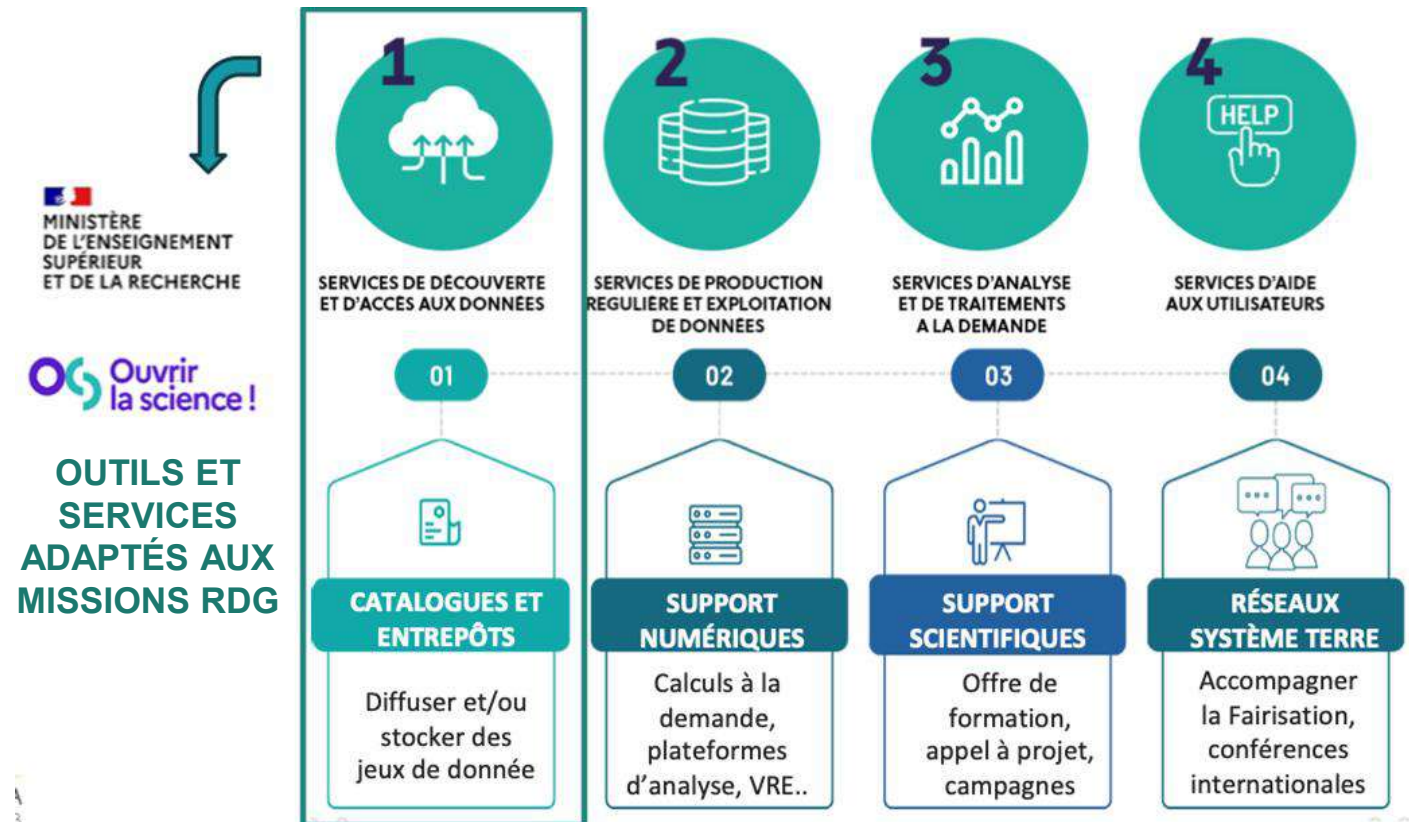 1
2
3
4
HELP
MINISTÈRE
DE L'ENSEIGNEMENT
SUPÉRIEUR
ET DE LA RECHERCHE
SERVICES DE DÉCOUVERTE
ET D'ACCÈS AUX DONNÉES
SERVICES DE PRODUCTION
REGULIÈRE ET EXPLOITATION
DE DONNÉES
SERVICES D'ANALYSE
ET DE TRAITEMENTS
A LA DEMANDE
SERVICES D'AIDE
AUX UTILISATEURS
Ouvrir
la science !
01
02
03
04
OUTILS ET
SERVICES
ADAPTÉS AUX
MISSIONS RDG
CATALOGUES ET
ENTREPÔTS
Diffuser et/ou
stocker des
jeux de donnée
SUPPORT
NUMÉRIQUES
Calculs à la
demande,
plateformes
d'analyse, VRE..
SUPPORT
SCIENTIFIQUES
Offre de
formation,
appel à projet,
campagnes
RÉSEAUX
SYSTÈME TERRE
Accompagner
la Fairisation,
conférences
internationales